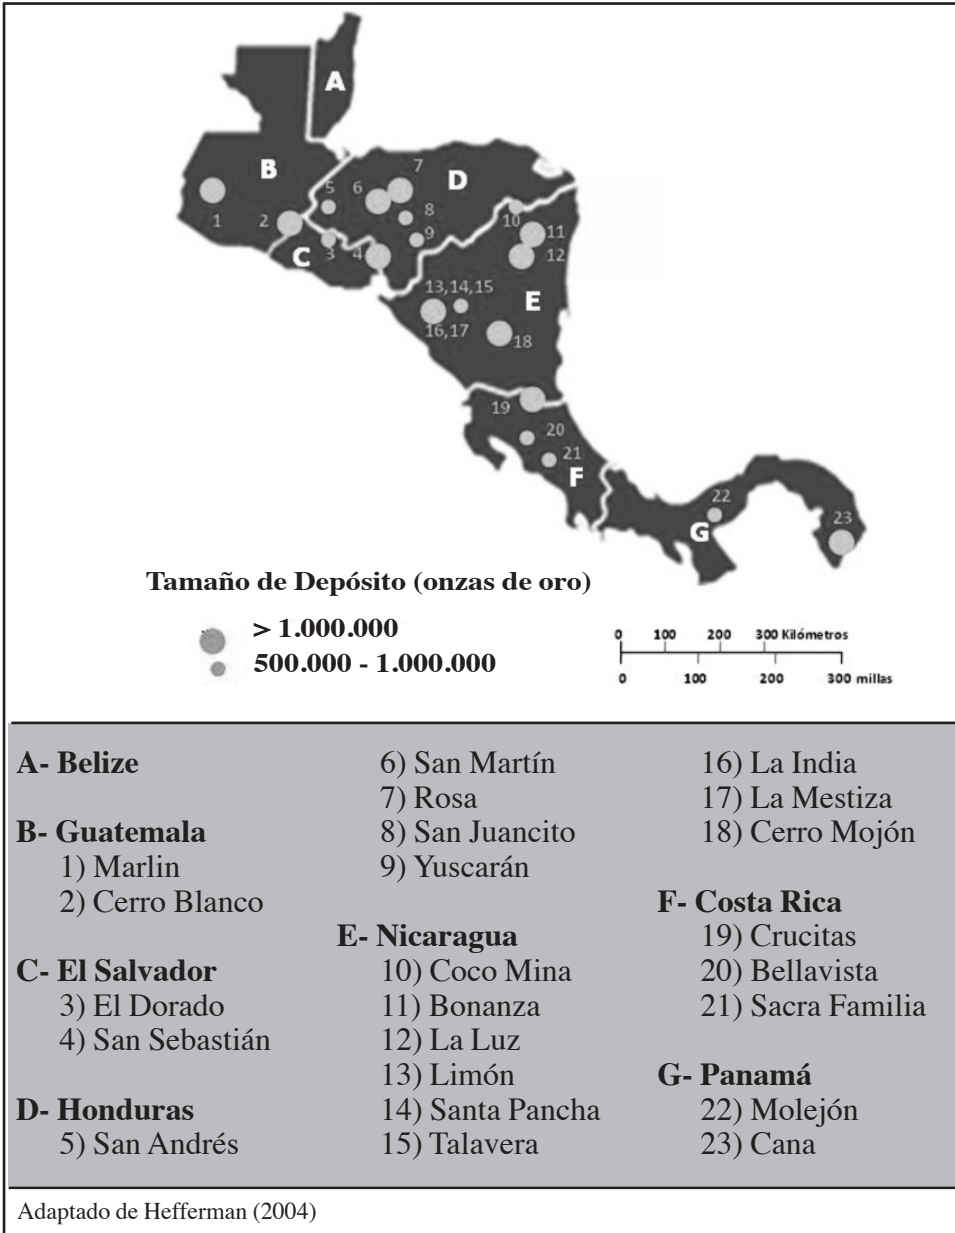 A
B
7
D
5
6
1
2
8
10
9
11
C
3
4
12
13,14,15
E
16,17
18
19
20
21
F
22
G
23
Tamaño de Depósito (onzas de oro)
> 1.000.000
500.000 - 1.000.000
0 100 200 300 Kilómetros
0 100 200 300 millas
A- Belize
B- Guatemala
1) Marlin
2) Cerro Blanco
C- El Salvador
3) El Dorado
4) San Sebastián
D- Honduras
5) San Andrés
6) San Martín
7) Rosa
8) San Juancito
9) Yuscarán
E- Nicaragua
10) Coco Mina
11) Bonanza
12) La Luz
13) Limón
14) Santa Pancha
15) Talavera
16) La India
17) La Mestiza
18) Cerro Mojón
F- Costa Rica
19) Crucitas
20) Bellavista
21) Sacra Familia
G- Panamá
22) Molejón
23) Cana
Adaptado de Hefferman (2004)